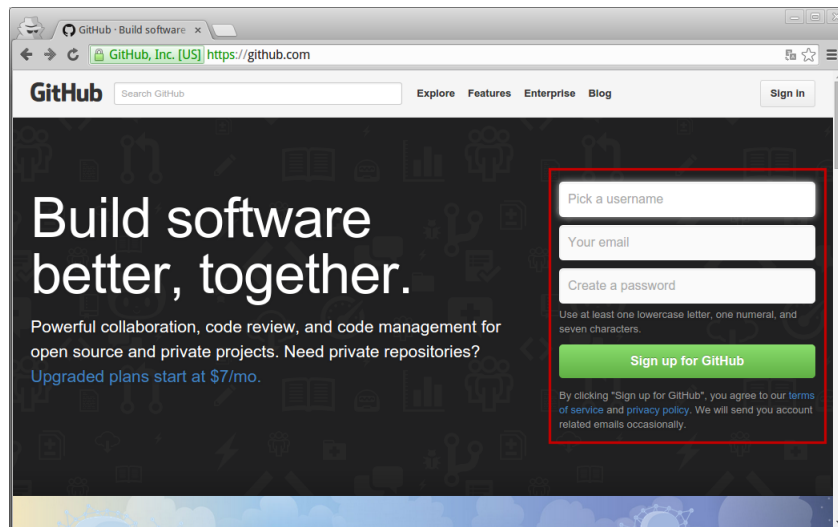 GitHub · Build software
GitHub, Inc. [US] https://github.com
GitHub Search GitHub Explore Features Enterprise Blog Sign in
Build software
better, together.
Powerful collaboration, code review, and code management for
open source and private projects. Need private repositories?
Upgraded plans start at $7/mo.
Pick a username
Your email
Create a password
Use at least one lowercase letter, one numeral, and
seven characters.
Sign up for GitHub
By clicking "Sign up for GitHub", you agree to our terms
of service and privacy policy. We will send you account
related emails occasionally.